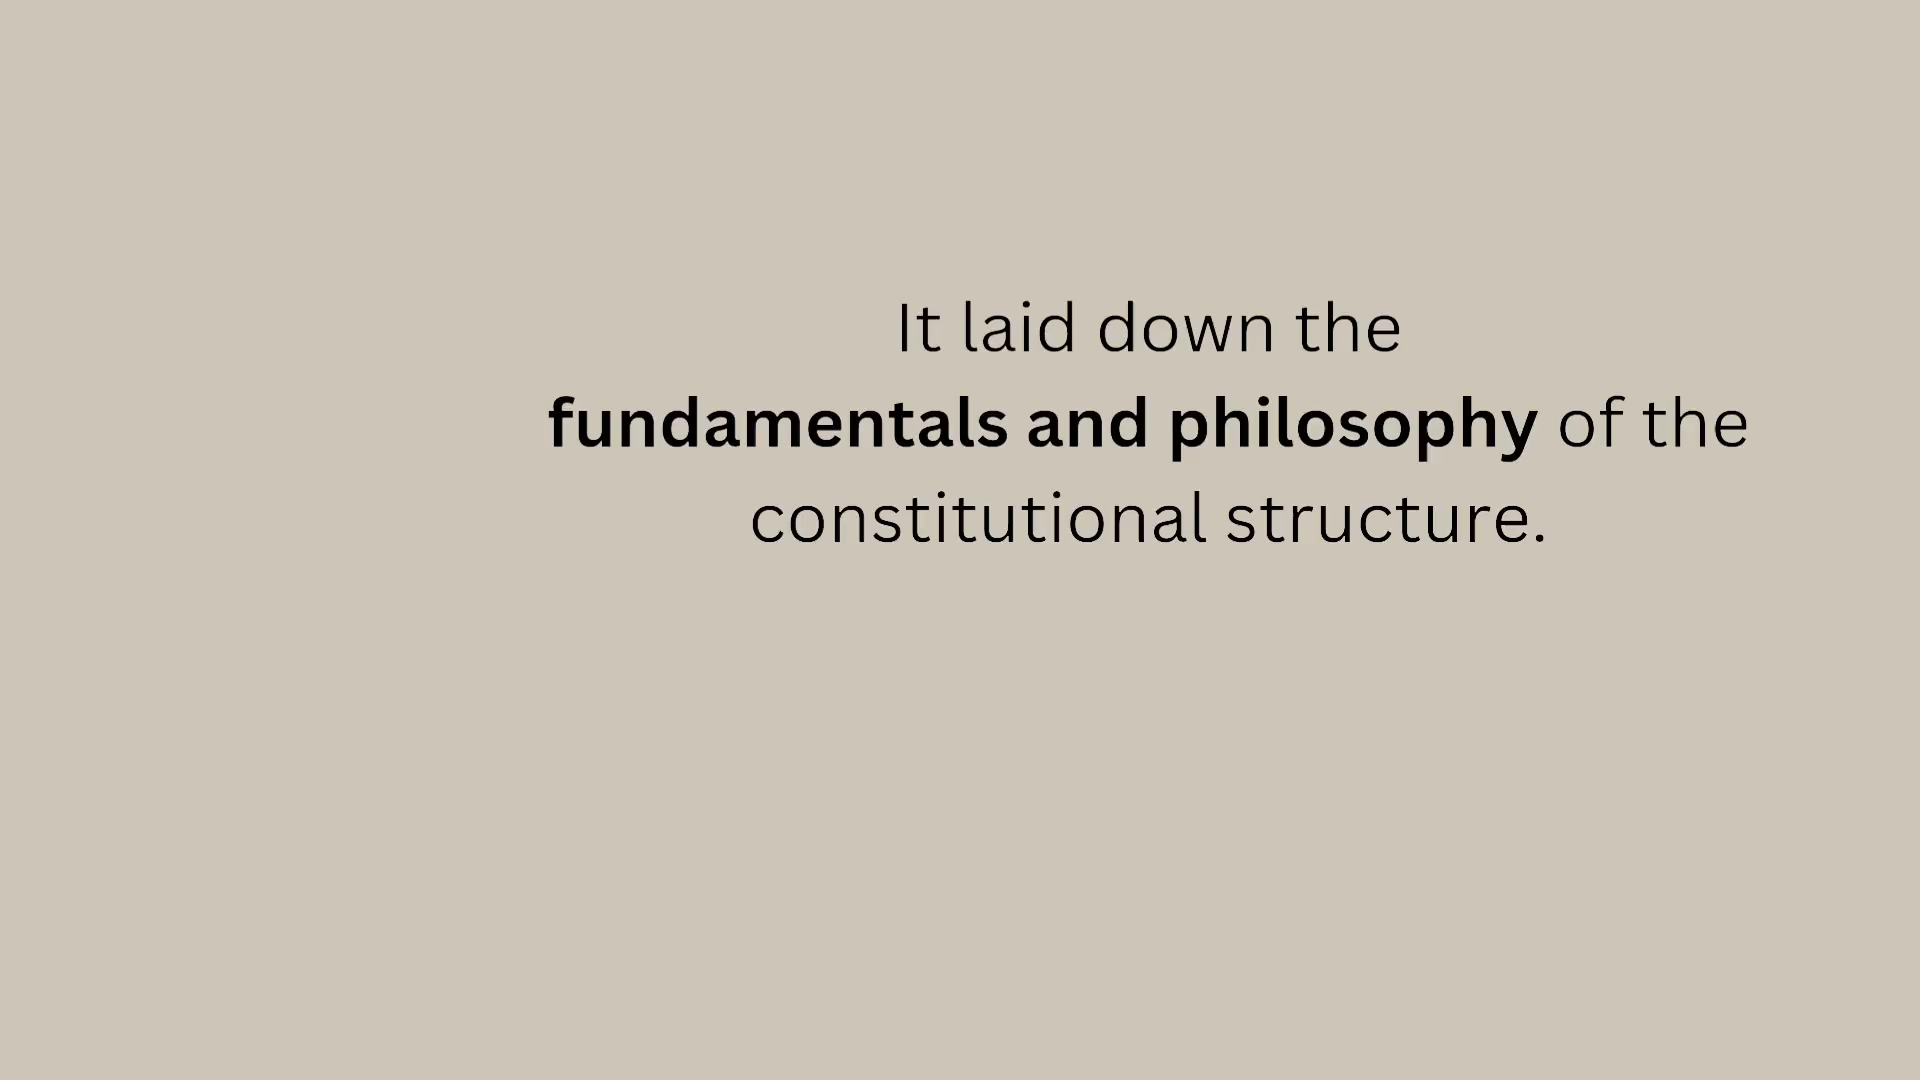 It laid down the
fundamentals and philosophy of the
constitutional structure.